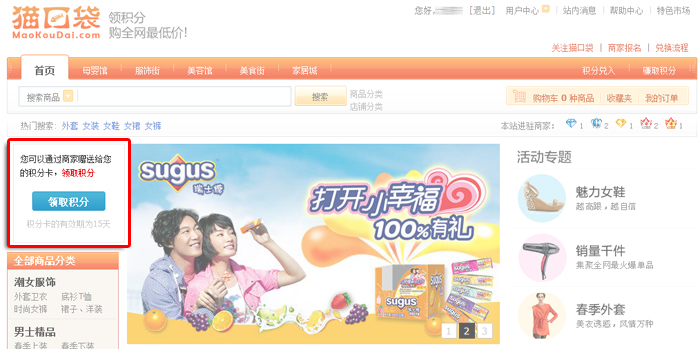 猫口袋
MaoKouDai.com
领积分
购全网最低价!
您好, [退出] 用户中心 站内消息 帮助中心 特色市场
关注猫口袋 | 商家报名 | 兑换流程
首页 母婴馆 服饰街 美容馆 美食街 家居城 积分兑入 赚取积分
搜索商品 搜索 商品分类
店铺分类
购物车 0 种商品 收藏夹 我的订单
热门搜索: 外套 女装 女鞋 女裙 女裤
本站进驻商家: 1 2 1 2 1
您可以通过商家赠送给您
的积分卡,领取积分
领取积分
积分卡的有效期为15天
全部商品分类
潮女服饰
外套卫衣 底衫T恤
时尚女裤 裙子、洋装
男士精品
春季上装 春季下装
sugus
瑞士糖
打开小幸福
100%有礼
sugus
1 2 3
活动专题
魅力女鞋
越高跟,越自信
销量千件
集聚全网最火爆单品
春季外套
美衣诱惑,风情万种